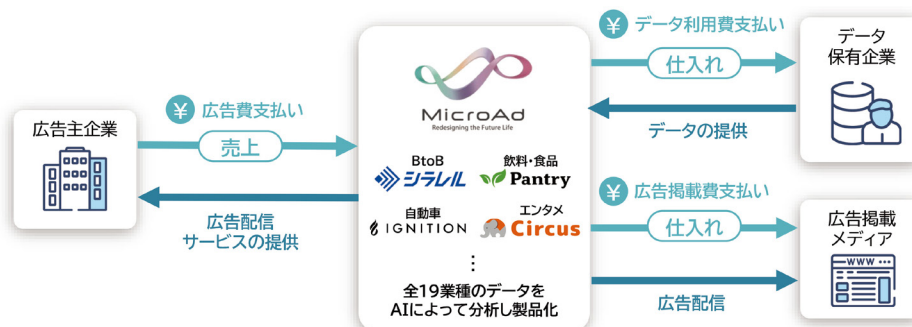 広告主企業
¥ 広告費支払い
売上
広告配信
サービスの提供
MicroAd
Redesigning the Future Life
BtoB
シラレル
飲料・食品
Pantry
自動車
IGNITION
エンタメ
Circus
⋮
全19業種のデータを
AIによって分析し製品化
¥ データ利用費支払い
仕入れ
データの提供
データ
保有企業
¥ 広告掲載費支払い
仕入れ
広告配信
広告掲載
メディア
WWW